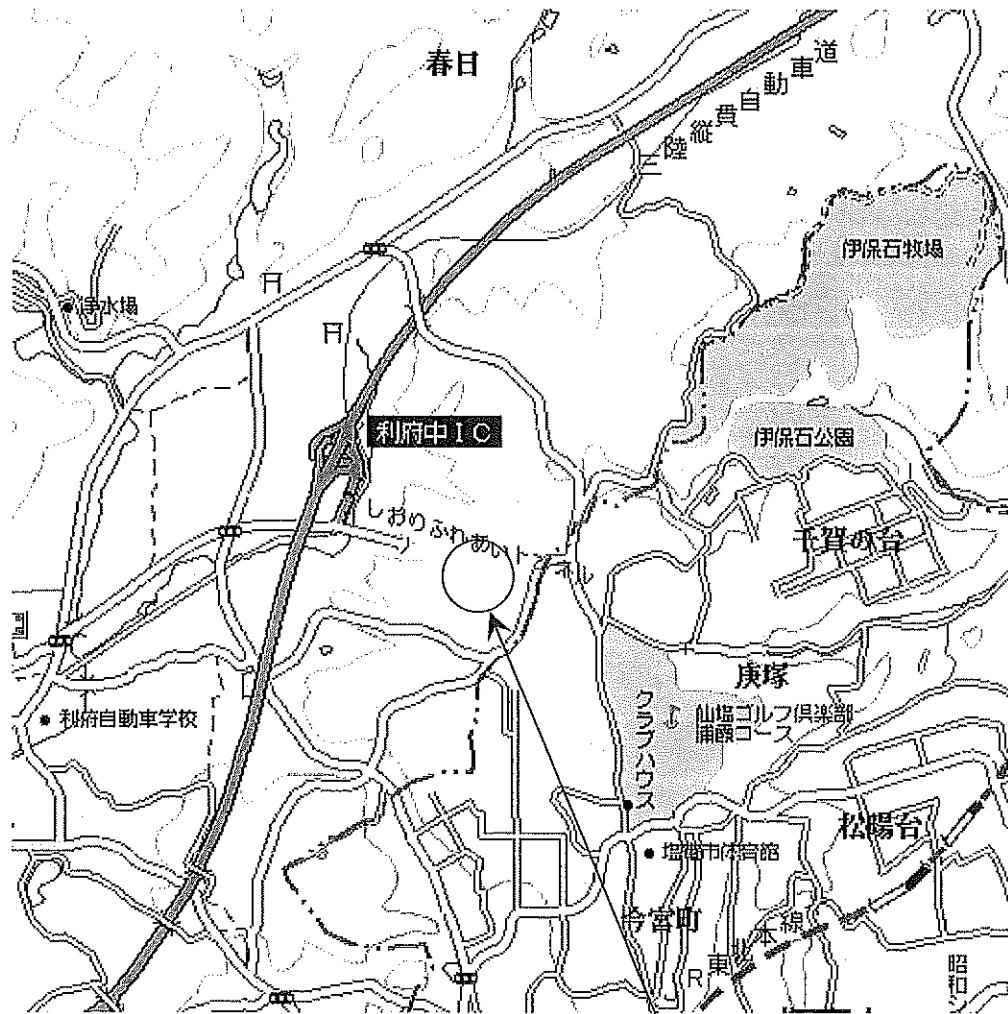 春日
三陸縦貫自動車道
伊保石牧場
浄水場
利府中IC
伊保石公園
しおりふれあいトンネル
千賀の台
庚塚
利府自動車学校
仙塩ゴルフ倶楽部
浦霞コース
クラブハウス
松陽台
塩竈市体育館
今宮町
JR東北本線